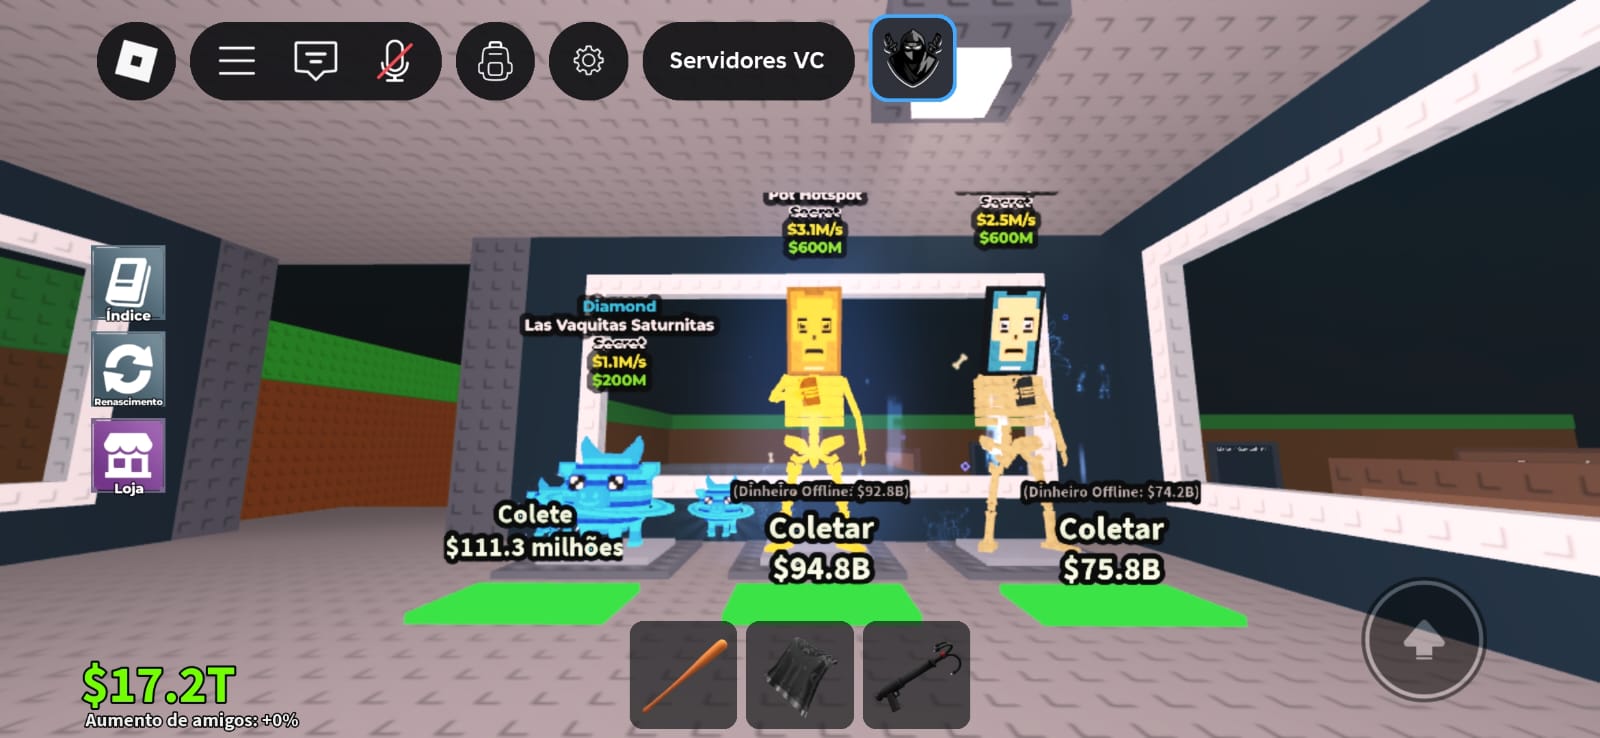 Servidores VC
Pot Hotspot
Secret
$3.1M/s
$600M
Secret
$2.5M/s
$600M
Diamond
Las Vaquitas Saturnitas
Secret
$1.1M/s
$200M
Índice
Renascimento
Loja
(Dinheiro Offline: $92.8B)
(Dinheiro Offline: $74.2B)
Colete
$111.3 milhões
Coletar
$94.8B
Coletar
$75.8B
$17.2T
Aumento de amigos: +0%